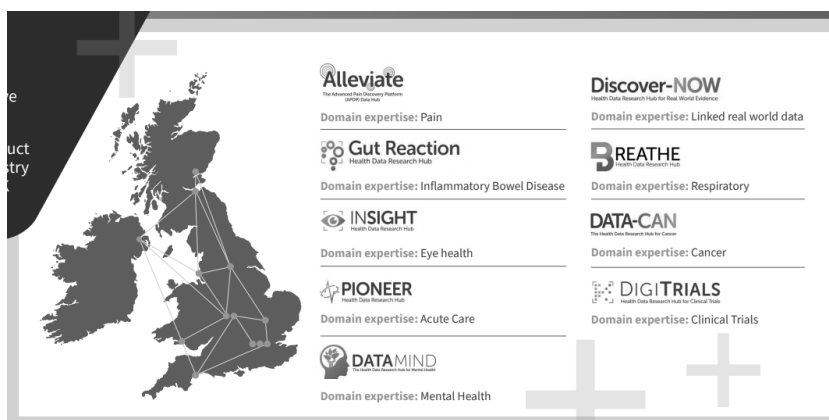 ve
uct
stry
Alleviate
The Advanced Pain Discovery Platform
(APDP) Data Hub
Domain expertise: Pain
Gut Reaction
Health Data Research Hub
Domain expertise: Inflammatory Bowel Disease
INSIGHT
Health Data Research Hub
Domain expertise: Eye health
PIONEER
Health Data Research Hub
Domain expertise: Acute Care
DATAMIND
The Health Data Research Hub for Mental Health
Domain expertise: Mental Health
Discover-NOW
Health Data Research Hub for Real World Evidence
Domain expertise: Linked real world data
BREATHE
Health Data Research Hub
Domain expertise: Respiratory
DATA-CAN
The Health Data Research Hub for Cancer
Domain expertise: Cancer
DIGITRIALS
Health Data Research Hub for Clinical Trials
Domain expertise: Clinical Trials